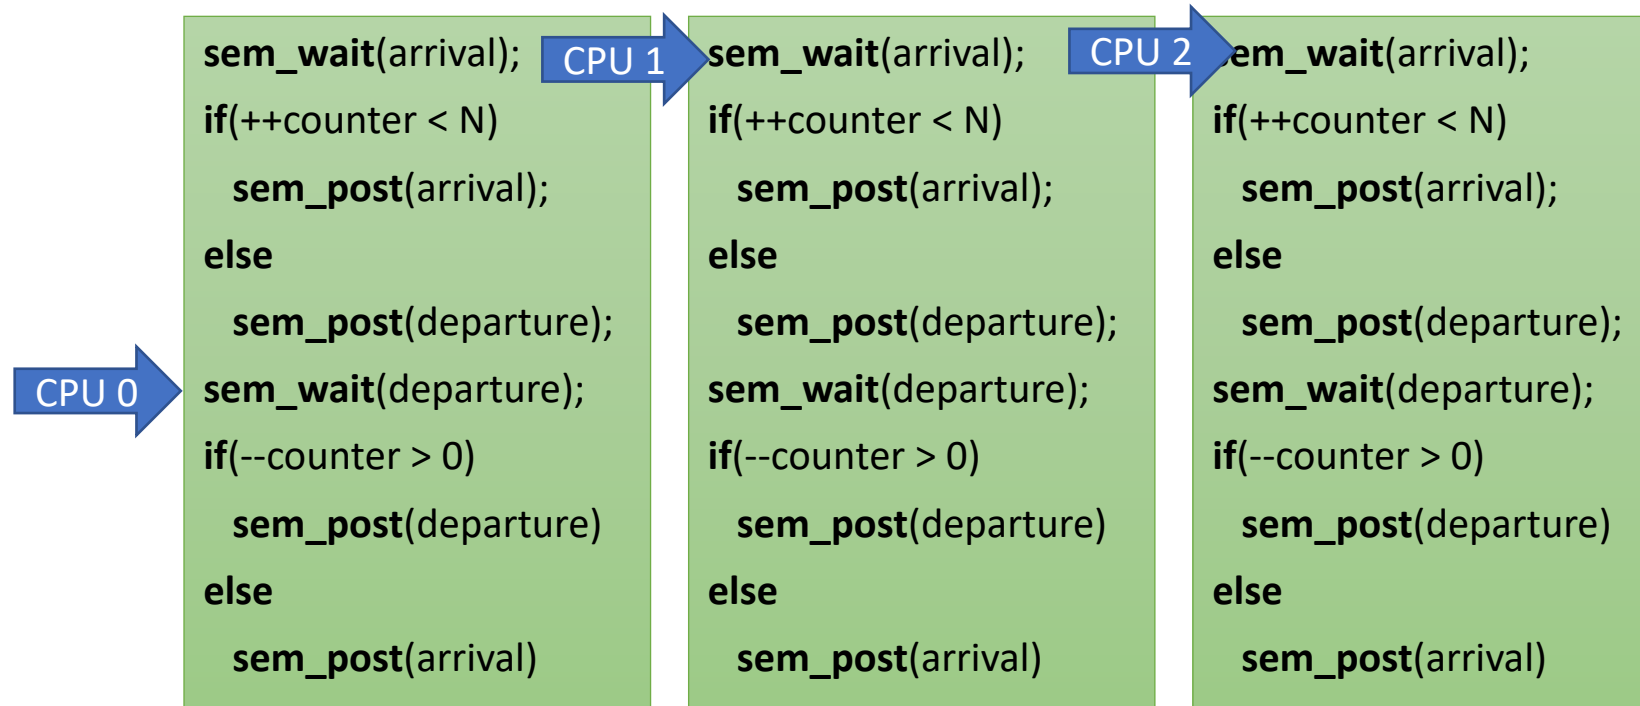 sem_wait(arrival);
if(++counter < N)
sem_post(arrival);
else
sem_post(departure);
CPU 0
sem_wait(departure);
if(--counter > 0)
sem_post(departure)
else
sem_post(arrival)
CPU 1
sem_wait(arrival);
if(++counter < N)
sem_post(arrival);
else
sem_post(departure);
sem_wait(departure);
if(--counter > 0)
sem_post(departure)
else
sem_post(arrival)
CPU 2
sem_wait(arrival);
if(++counter < N)
sem_post(arrival);
else
sem_post(departure);
sem_wait(departure);
if(--counter > 0)
sem_post(departure)
else
sem_post(arrival)